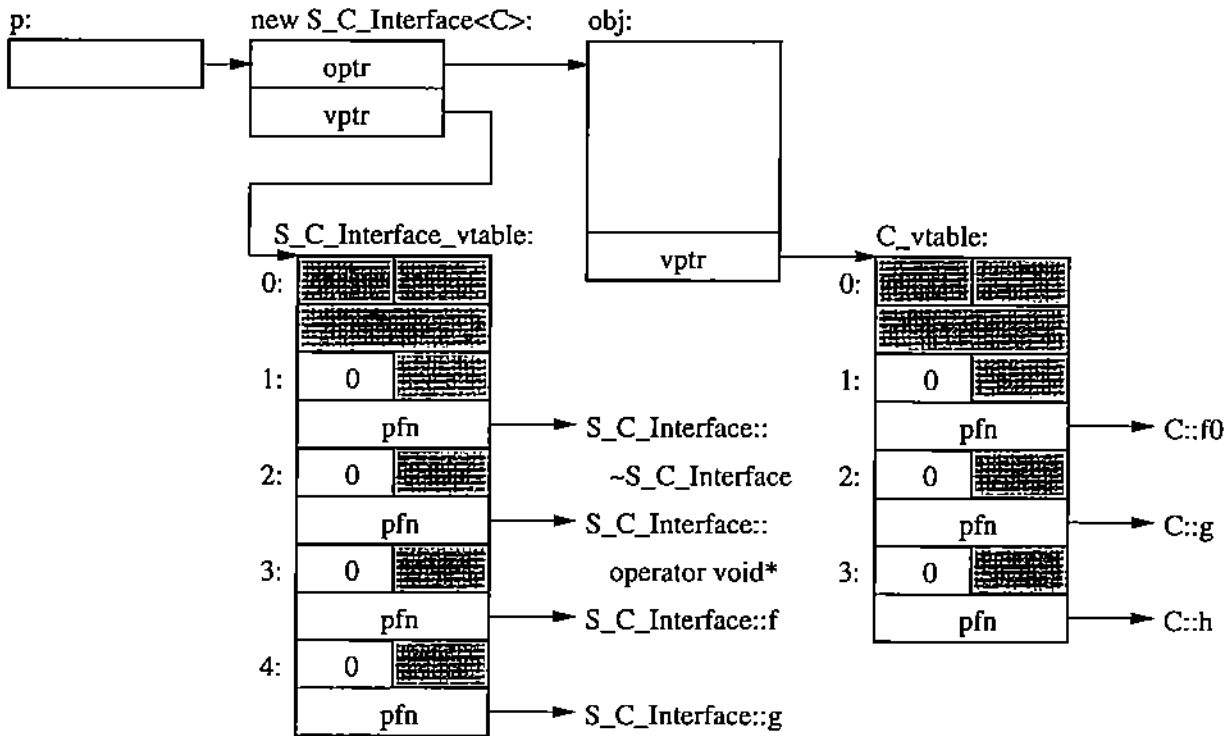 p:
new S_C_Interface<C>:
obj:
optr
vptr
S_C_Interface_vtable:
0:
1:
0
pfn
S_C_Interface::
~S_C_Interface
2:
0
pfn
S_C_Interface::
operator void*
3:
0
pfn
S_C_Interface::f
4:
0
pfn
S_C_Interface::g
vptr
C_vtable:
0:
1:
0
pfn
C::f0
2:
0
pfn
C::g
3:
0
pfn
C::h